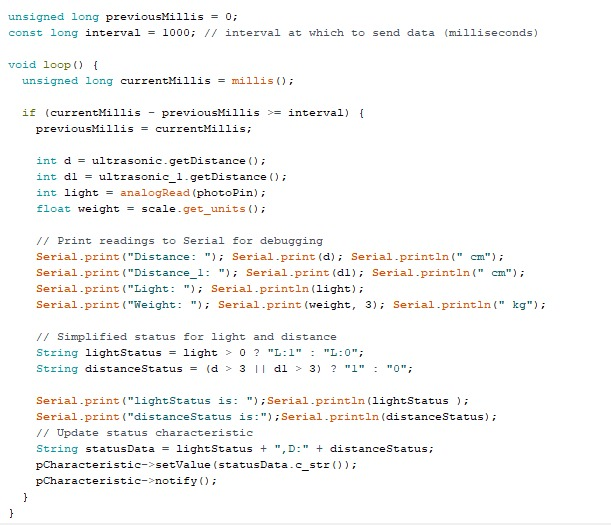 unsigned long previousMillis = 0;
const long interval = 1000; // interval at which to send data (milliseconds)
void loop() {
unsigned long currentMillis = millis();
if (currentMillis - previousMillis >= interval) {
previousMillis = currentMillis;
int d = ultrasonic.getDistance();
int d1 = ultrasonic_1.getDistance();
int light = analogRead(photoPin);
float weight = scale.get_units();
// Print readings to Serial for debugging
Serial.print("Distance: "); Serial.print(d); Serial.println(" cm");
Serial.print("Distance_1: "); Serial.print(d1); Serial.println(" cm");
Serial.print("Light: "); Serial.println(light);
Serial.print("Weight: "); Serial.print(weight, 3); Serial.println(" kg");
// Simplified status for light and distance
String lightStatus = light > 0 ? "L:1" : "L:0";
String distanceStatus = (d > 3 || d1 > 3) ? "1" : "0";
Serial.print("lightStatus is: ");Serial.println(lightStatus );
Serial.print("distanceStatus is:");Serial.println(distanceStatus);
// Update status characteristic
String statusData = lightStatus + ",D:" + distanceStatus;
pCharacteristic->setValue(statusData.c_str());
pCharacteristic->notify();
}
}